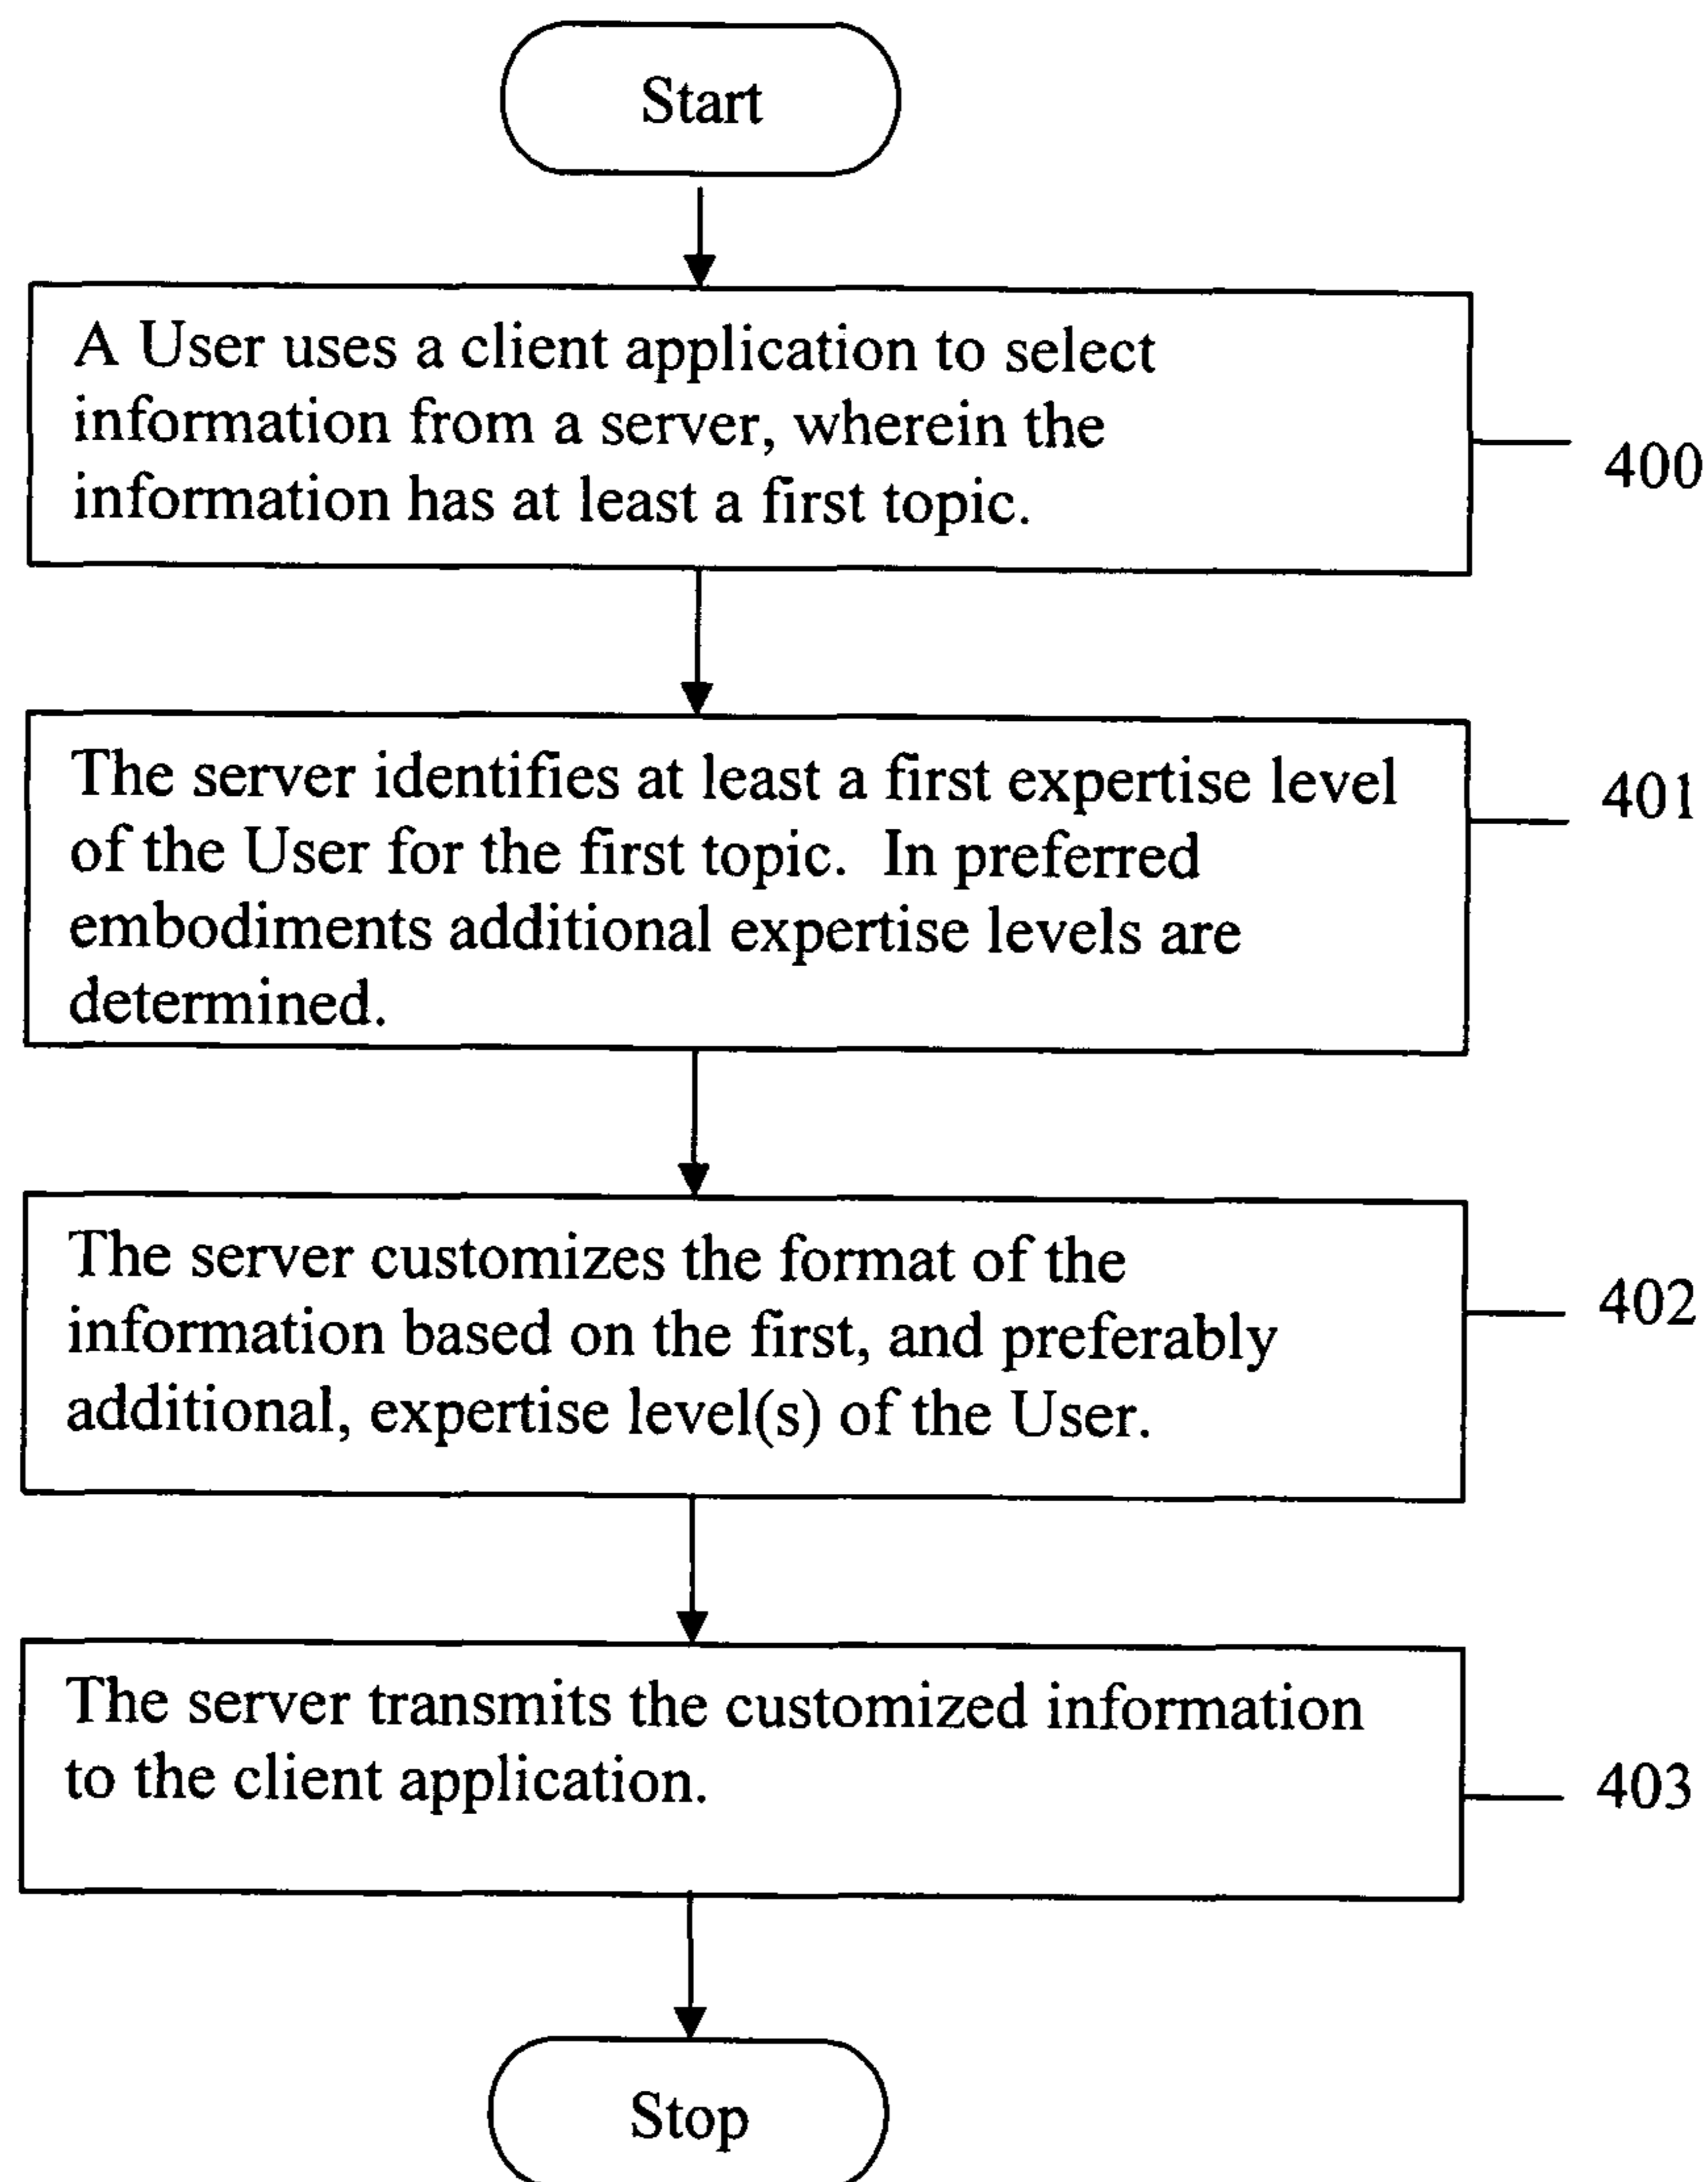 Start
A User uses a client application to select
information from a server, wherein the
information has at least a first topic.
400
The server identifies at least a first expertise level
of the User for the first topic. In preferred
embodiments additional expertise levels are
determined.
401
The server customizes the format of the
information based on the first, and preferably
additional, expertise level(s) of the User.
402
The server transmits the customized information
to the client application.
403
Stop